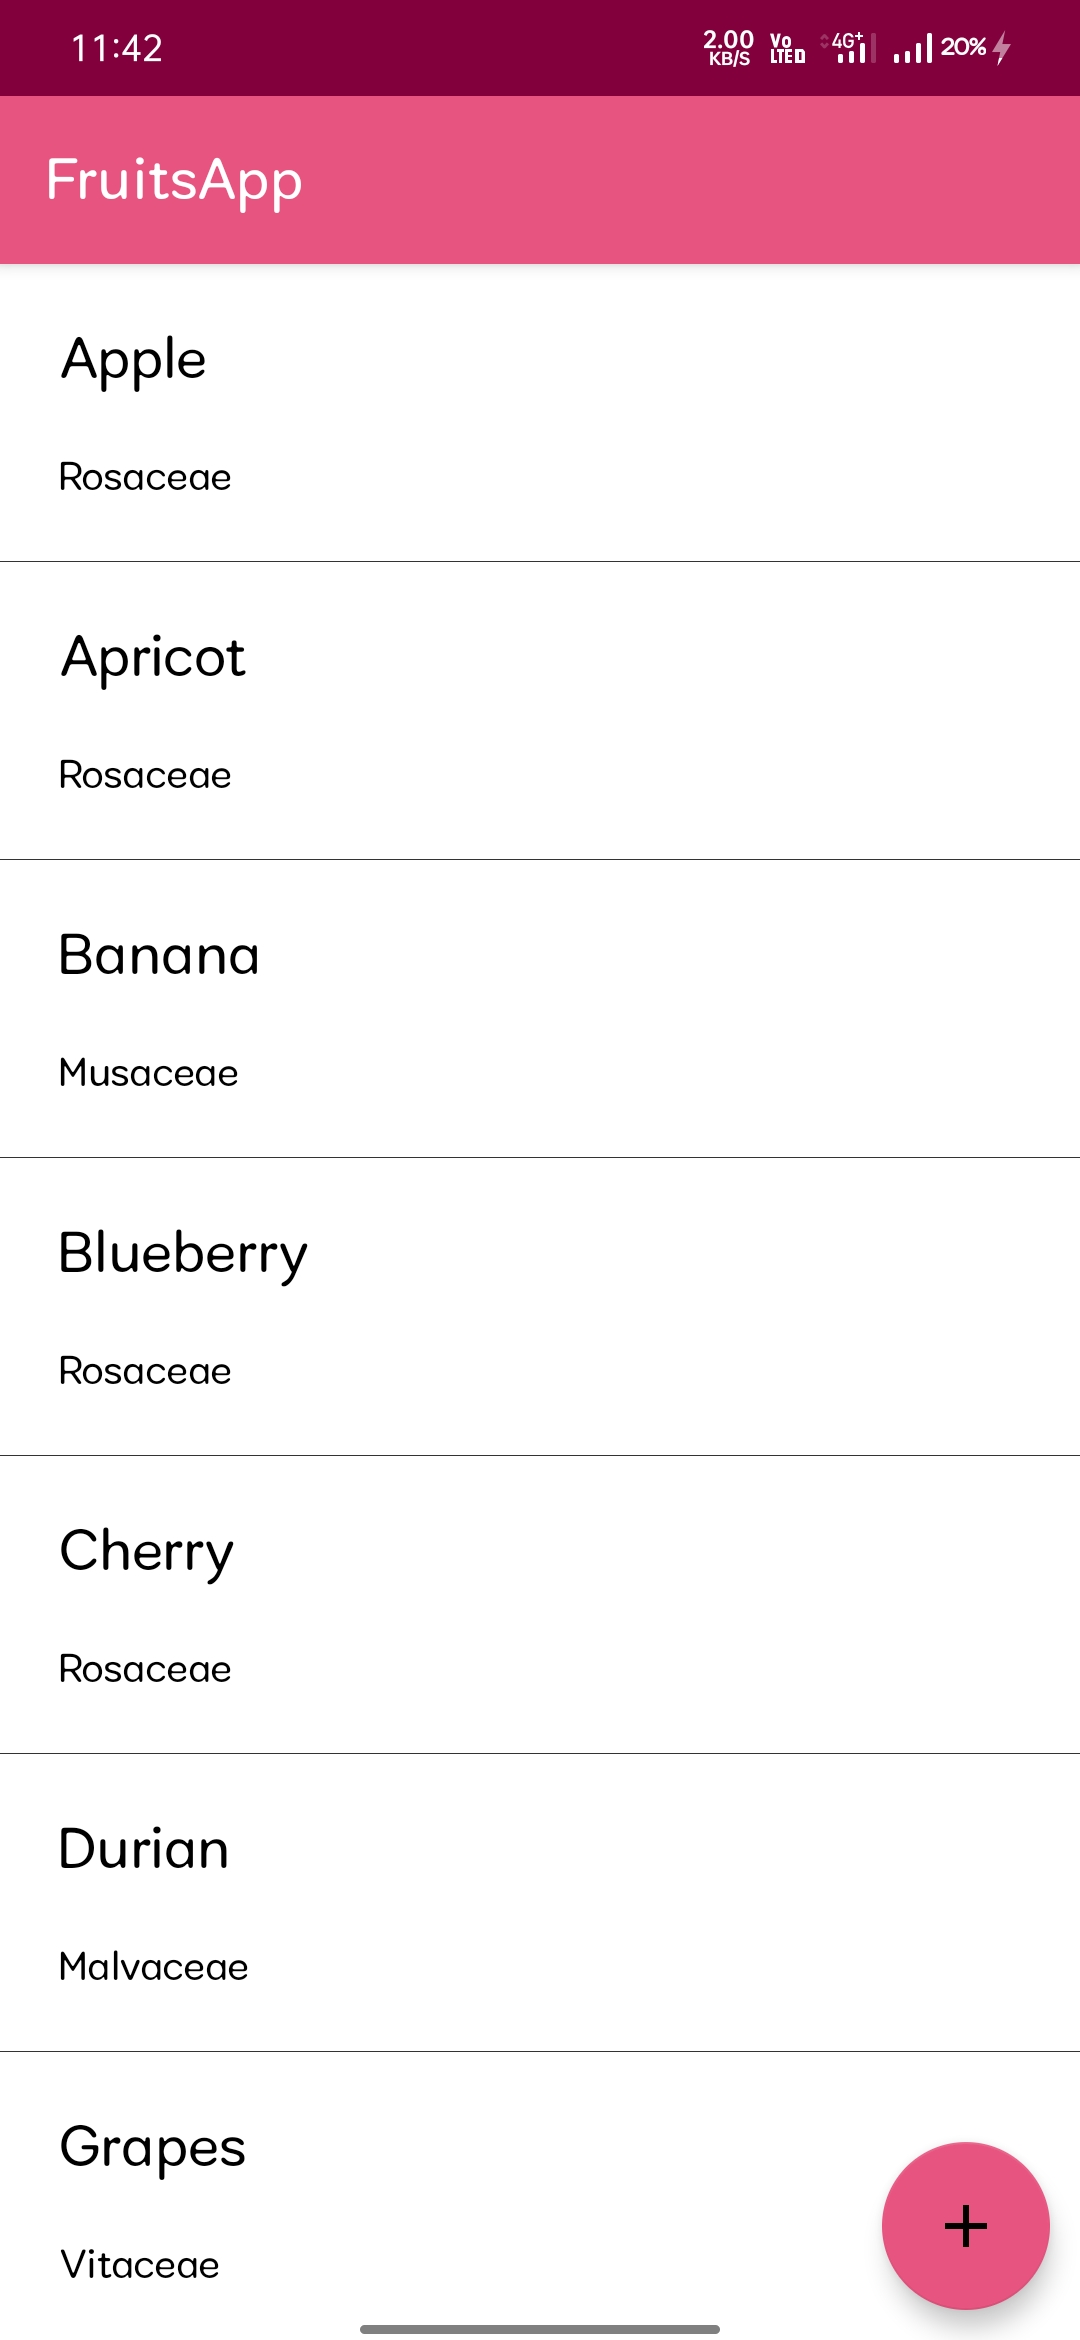 11:42 2.00 KB/S Vo LTE D 4G+ 20%
FruitsApp
Apple
Rosaceae
Apricot
Rosaceae
Banana
Musaceae
Blueberry
Rosaceae
Cherry
Rosaceae
Durian
Malvaceae
Grapes
Vitaceae